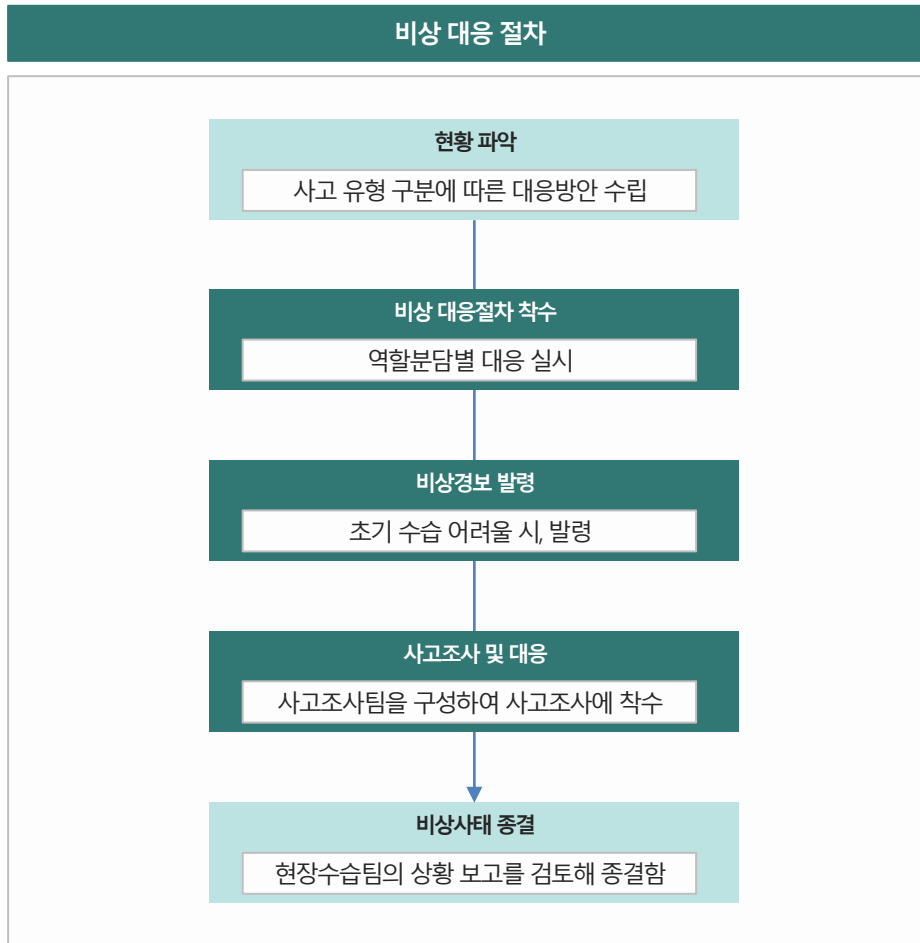 비상 대응 절차
현황 파악
사고 유형 구분에 따른 대응방안 수립
비상 대응절차 착수
역할분담별 대응 실시
비상경보 발령
초기 수습 어려울 시, 발령
사고조사 및 대응
사고조사팀을 구성하여 사고조사에 착수
비상사태 종결
현장수습팀의 상황 보고를 검토해 종결함